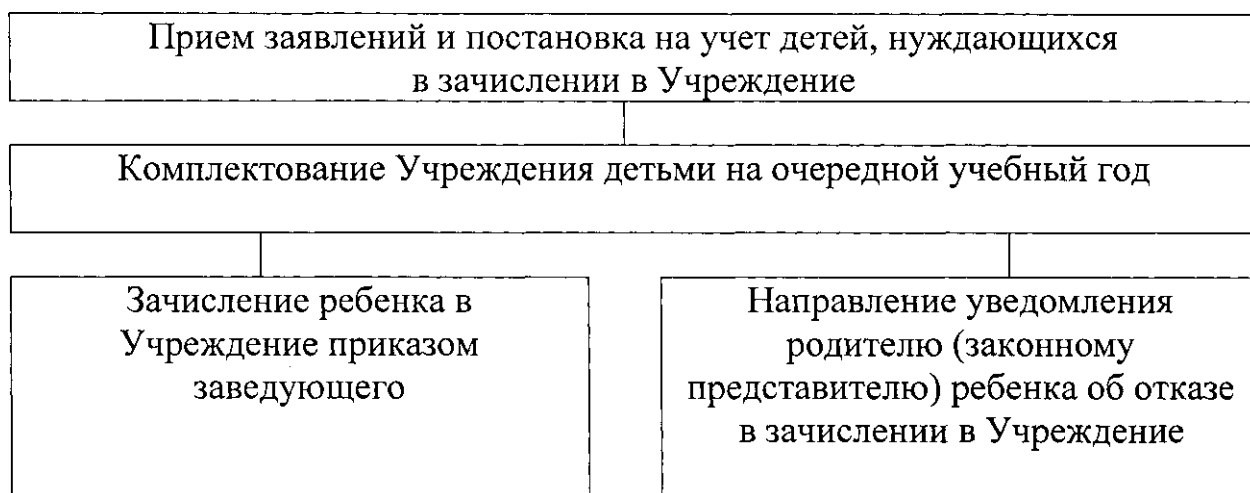 Прием заявлений и постановка на учет детей, нуждающихся
в зачислении в Учреждение
Комплектование Учреждения детьми на очередной учебный год
Зачисление ребенка в
Учреждение приказом
заведующего
Направление уведомления
родителю (законному
представителю) ребенка об отказе
в зачислении в Учреждение